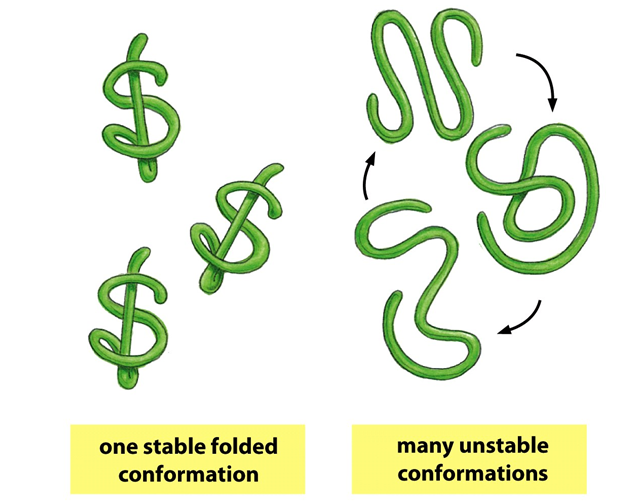 one stable folded
conformation
many unstable
conformations